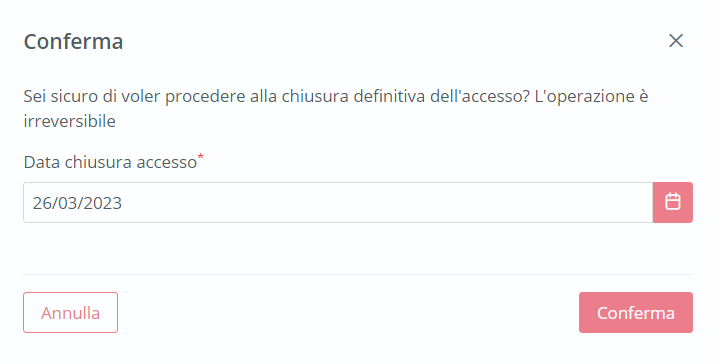 Conferma
Sei sicuro di voler procedere alla chiusura definitiva dell'accesso? L'operazione è
irreversibile
Data chiusura accesso*
26/03/2023
Annulla
Conferma